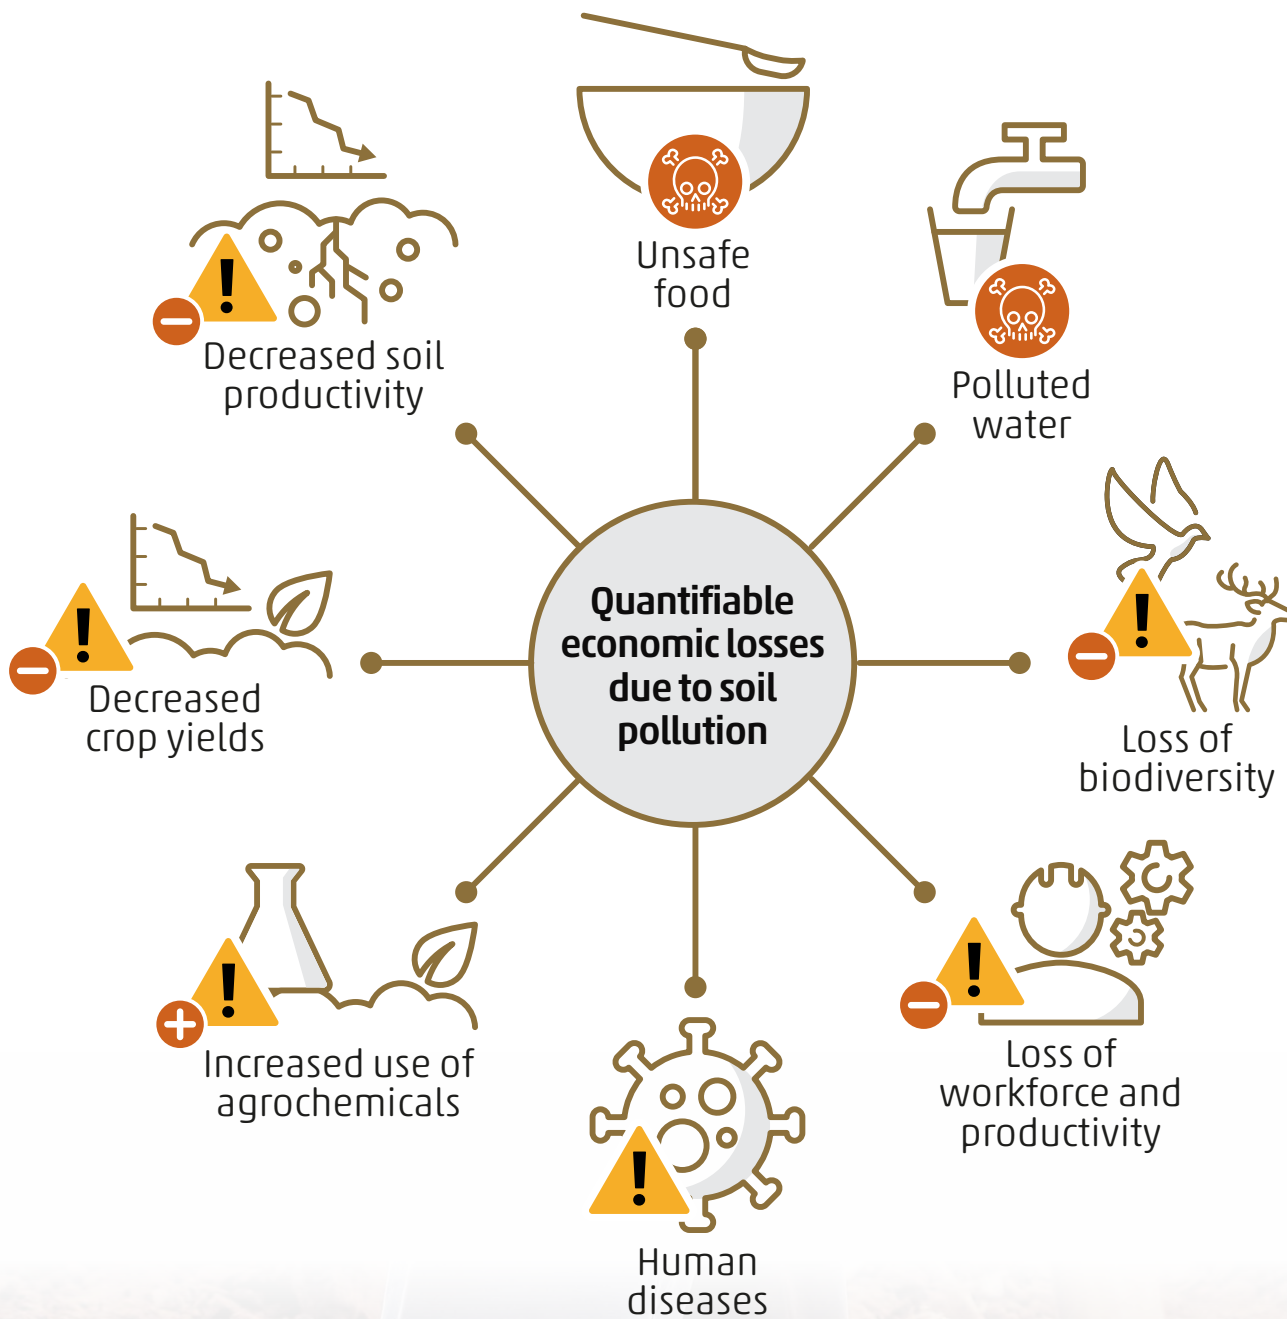 Unsafe
food
Polluted
water
Decreased soil
productivity
Loss of
biodiversity
Quantifiable
economic losses
due to soil
pollution
Decreased
crop yields
Loss of
workforce and
productivity
Increased use of
agrochemicals
Human
diseases